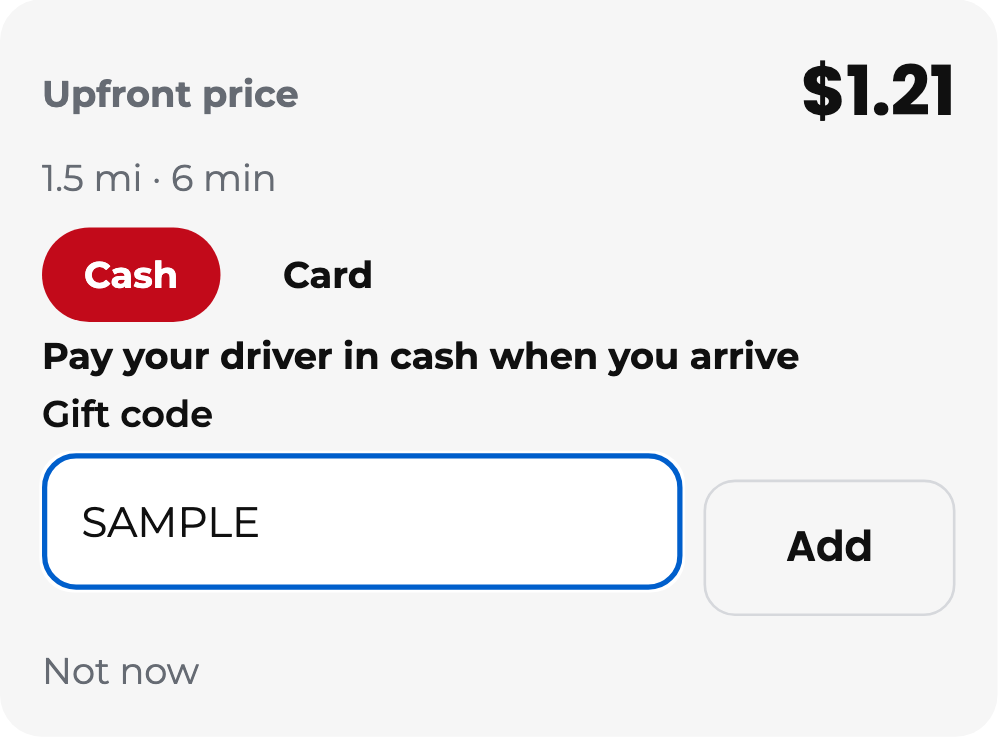 Upfront price
$1.21
1.5 mi · 6 min
Cash
Card
Pay your driver in cash when you arrive
Gift code
SAMPLE
Add
Not now